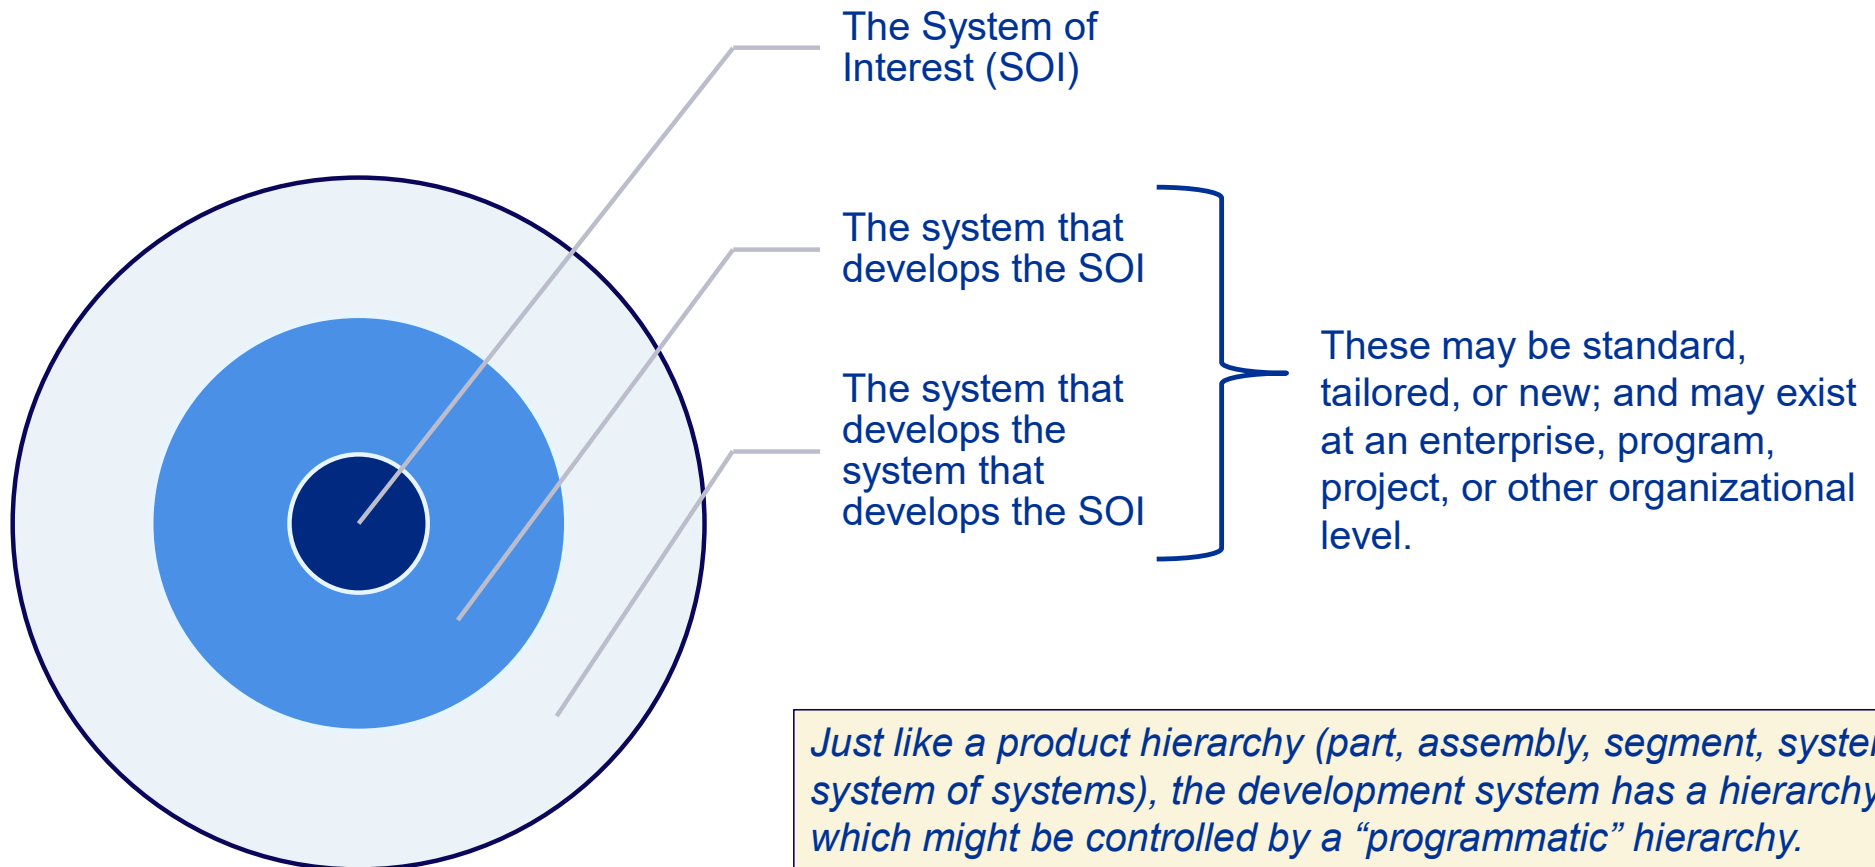 The System of
Interest (SOI)
The system that
develops the SOI
The system that
develops the
system that
develops the SOI
These may be standard,
tailored, or new; and may exist
at an enterprise, program,
project, or other organizational
level.
Just like a product hierarchy (part, assembly, segment,
system of systems), the development system has a hierarchy
which might be controlled by a “programmatic” hierarchy.